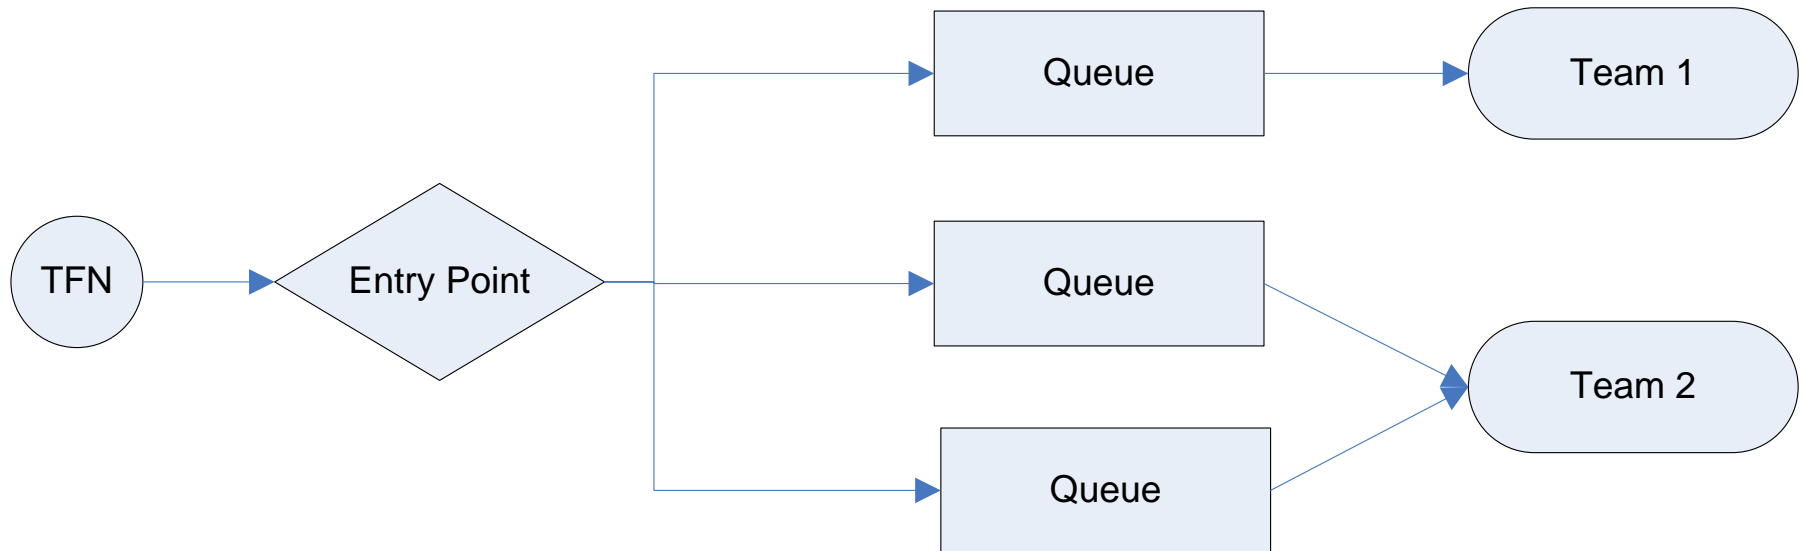 Queue
Team 1
TFN
Entry Point
Queue
Team 2
Queue